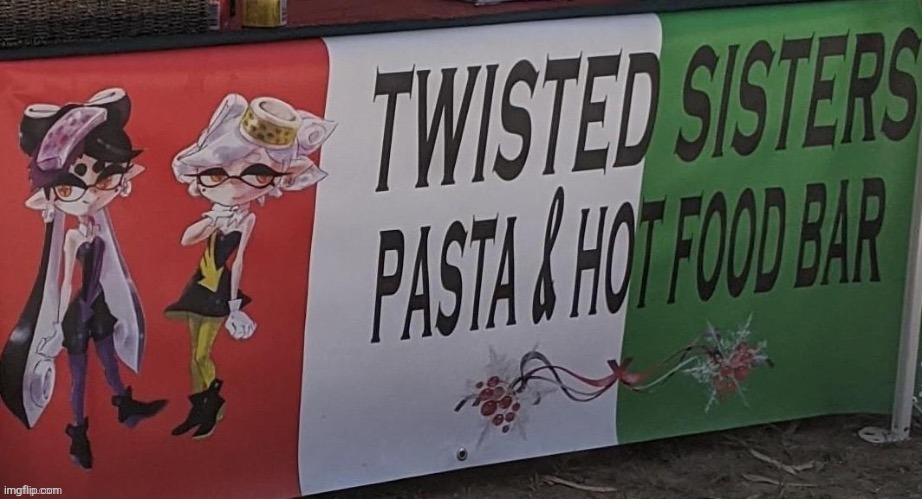 TWISTED SISTERS
PASTA & HOT FOOD BAR
imgflip.com